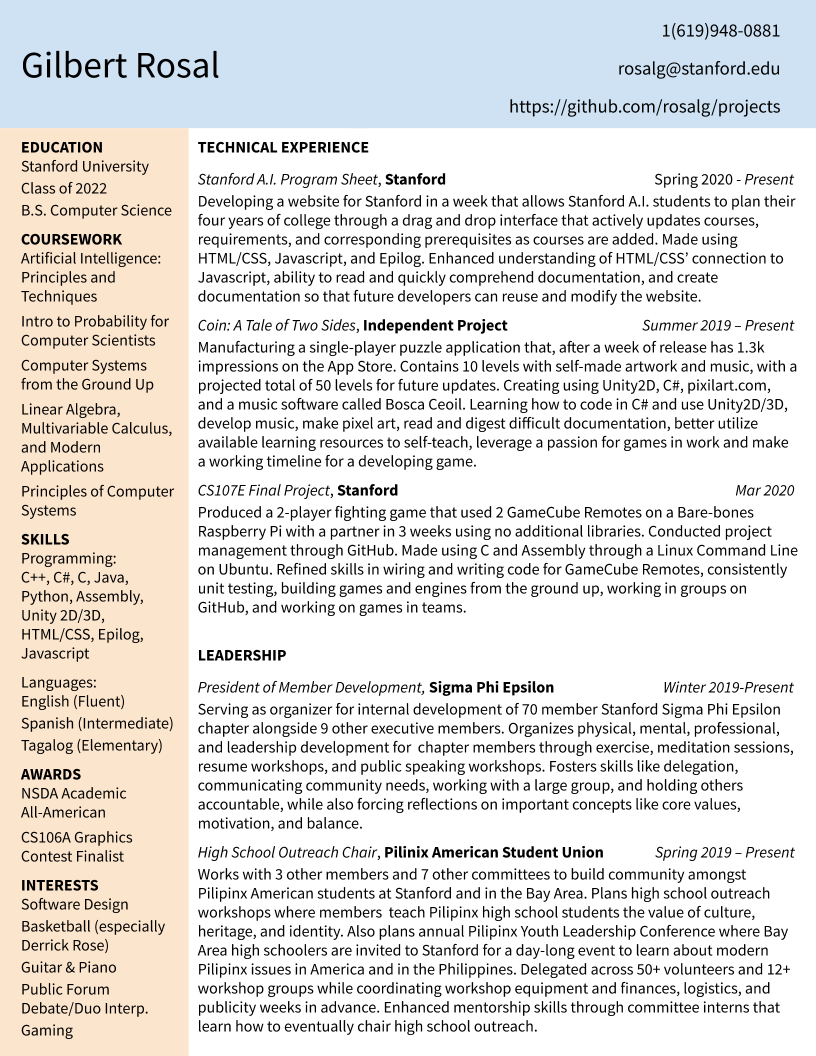 Gilbert Rosal
1(619)948-0881
rosalg@stanford.edu
https://github.com/rosalg/projects
EDUCATION
Stanford University
Class of 2022
B.S. Computer Science
COURSEWORK
Artificial Intelligence:
Principles and
Techniques
Intro to Probability for
Computer Scientists
Computer Systems
from the Ground Up
Linear Algebra,
Multivariable Calculus,
and Modern
Applications
Principles of Computer
Systems
SKILLS
Programming:
C++, C#, C, Java,
Python, Assembly,
Unity 2D/3D,
HTML/CSS, Epilog,
Javascript
Languages:
English (Fluent)
Spanish (Intermediate)
Tagalog (Elementary)
AWARDS
NSDA Academic
All-American
CS106A Graphics
Contest Finalist
INTERESTS
Software Design
Basketball (especially
Derrick Rose)
Guitar & Piano
Public Forum
Debate/Duo Interp.
Gaming
TECHNICAL EXPERIENCE
Stanford A.I. Program Sheet, Stanford Spring 2020 - Present
Developing a website for Stanford in a week that allows Stanford A.I. students to plan their
four years of college through a drag and drop interface that actively updates courses,
requirements, and corresponding prerequisites as courses are added. Made using
HTML/CSS, Javascript, and Epilog. Enhanced understanding of HTML/CSS’ connection to
Javascript, ability to read and quickly comprehend documentation, and create
documentation so that future developers can reuse and modify the website.
Coin: A Tale of Two Sides, Independent Project Summer 2019 – Present
Manufacturing a single-player puzzle application that, after a week of release has 1.3k
impressions on the App Store. Contains 10 levels with self-made artwork and music, with a
projected total of 50 levels for future updates. Creating using Unity2D, C#, pixilart.com,
and a music software called Bosca Ceoil. Learning how to code in C# and use Unity2D/3D,
develop music, make pixel art, read and digest difficult documentation, better utilize
available learning resources to self-teach, leverage a passion for games in work and make
a working timeline for a developing game.
CS107E Final Project, Stanford Mar 2020
Produced a 2-player fighting game that used 2 GameCube Remotes on a Bare-bones
Raspberry Pi with a partner in 3 weeks using no additional libraries. Conducted project
management through GitHub. Made using C and Assembly through a Linux Command Line
on Ubuntu. Refined skills in wiring and writing code for GameCube Remotes, consistently
unit testing, building games and engines from the ground up, working in groups on
GitHub, and working on games in teams.
LEADERSHIP
President of Member Development, Sigma Phi Epsilon Winter 2019-Present
Serving as organizer for internal development of 70 member Stanford Sigma Phi Epsilon
chapter alongside 9 other executive members. Organizes physical, mental, professional,
and leadership development for  chapter members through exercise, meditation sessions,
resume workshops, and public speaking workshops. Fosters skills like delegation,
communicating community needs, working with a large group, and holding others
accountable, while also forcing reflections on important concepts like core values,
motivation, and balance.
High School Outreach Chair, Pilinix American Student Union Spring 2019 – Present
Works with 3 other members and 7 other committees to build community amongst
Pilipinx American students at Stanford and in the Bay Area. Plans high school outreach
workshops where members  teach Pilipinx high school students the value of culture,
heritage, and identity. Also plans annual Pilipinx Youth Leadership Conference where Bay
Area high schoolers are invited to Stanford for a day-long event to learn about modern
Pilipinx issues in America and in the Philippines. Delegated across 50+ volunteers and 12+
workshop groups while coordinating workshop equipment and finances, logistics, and
publicity weeks in advance. Enhanced mentorship skills through committee interns that
learn how to eventually chair high school outreach.